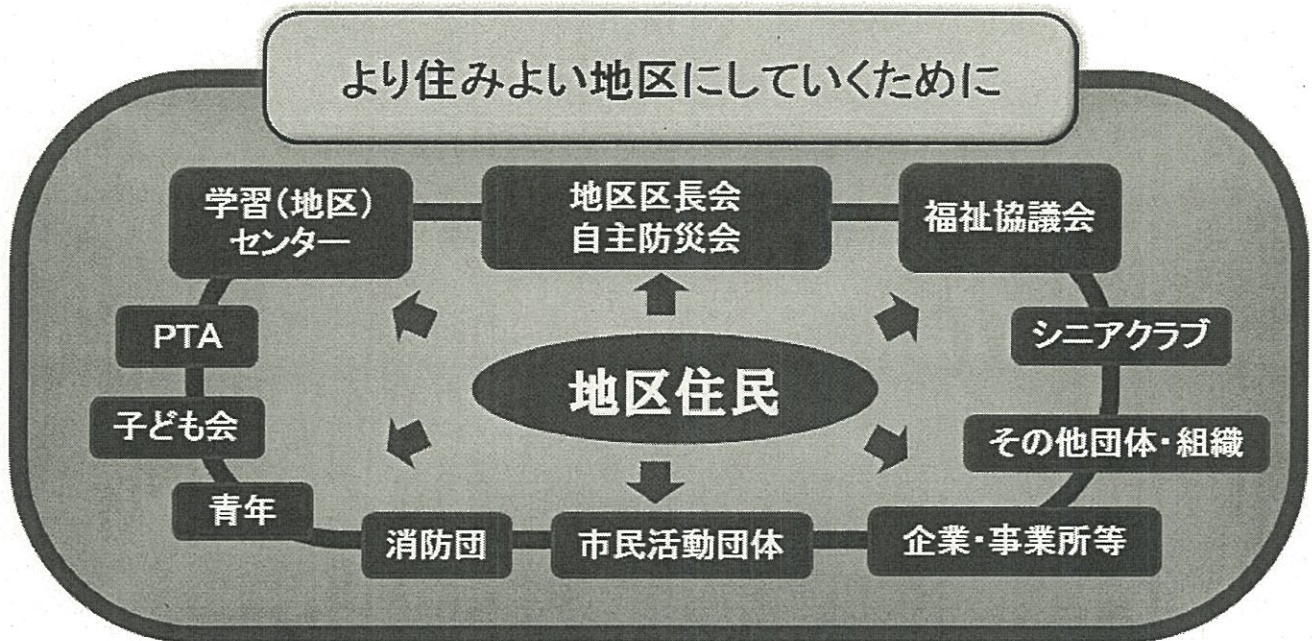 より住みよい地区にしていくために
学習(地区)
センター
地区区長会
自主防災会
福祉協議会
PTA
シニアクラブ
地区住民
子ども会
その他団体・組織
青年
消防団
市民活動団体
企業・事業所等